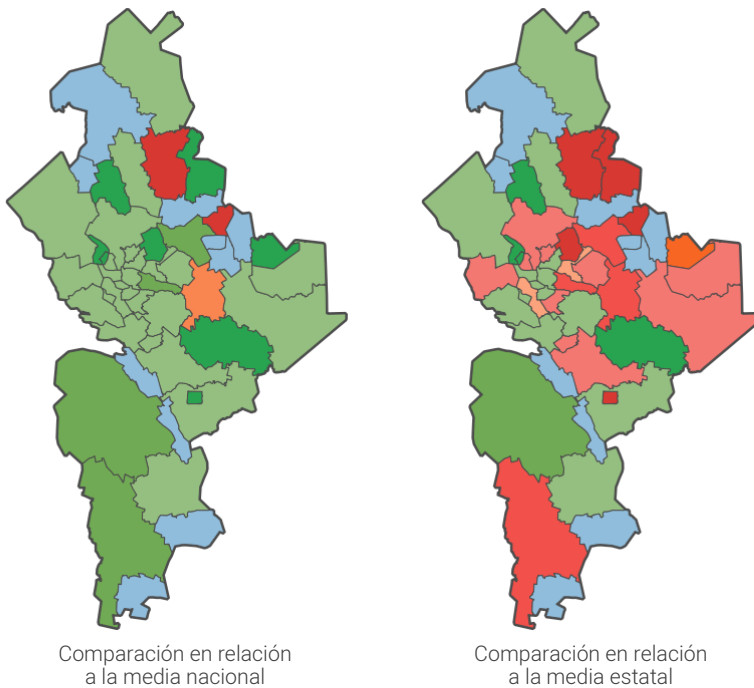 Comparación en relación
a la media nacional
Comparación en relación
a la media estatal